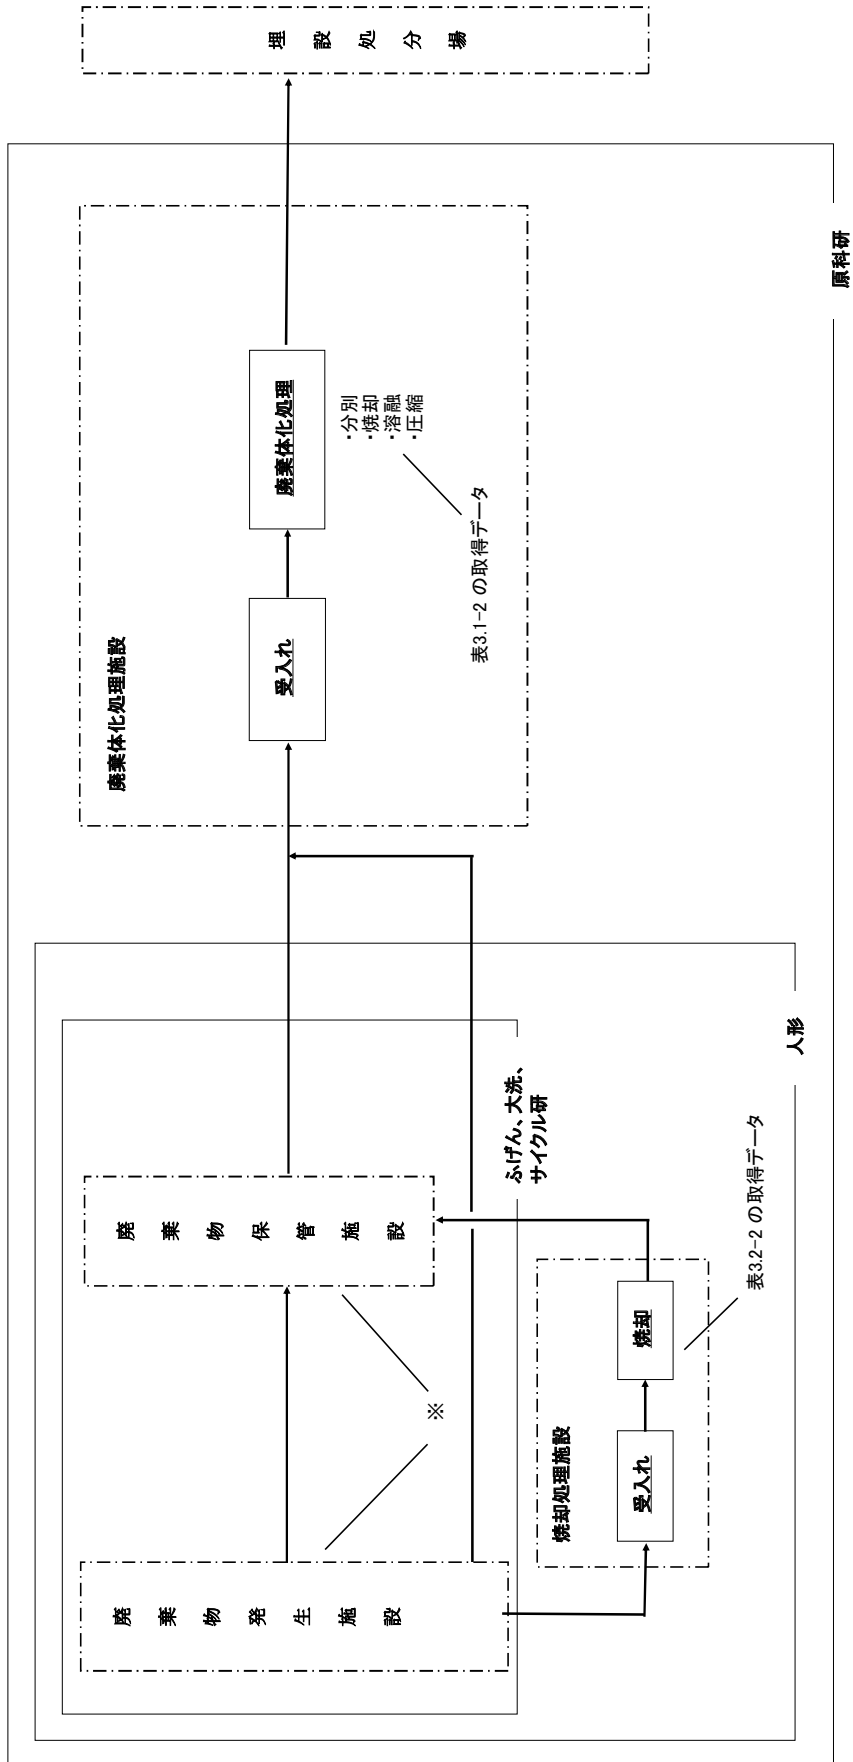 廃棄物発生施設
廃棄物保管施設
※
ふげん、大洗、
サイクル研
焼却処理施設
受入れ
焼却
表3.2-2 の取得データ
人形
廃棄体化処理施設
受入れ
廃棄体化処理
・分別
・焼却
・溶融
・圧縮
表3.1-2 の取得データ
原科研
埋設処分場